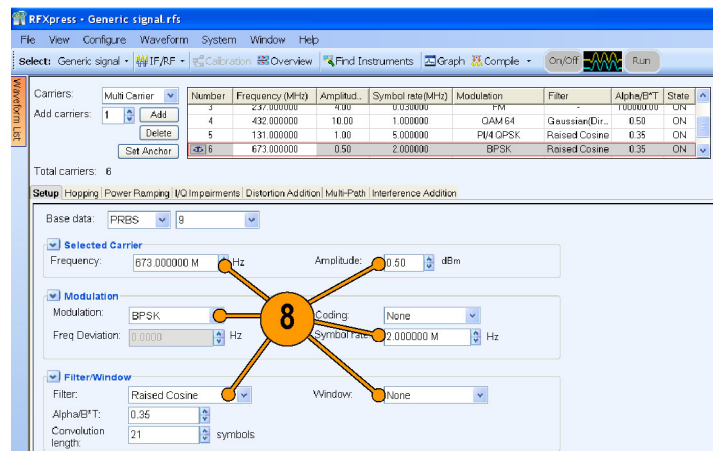 RFXpress - Generic signal.rfs
File View Configure Waveform System Window Help
Select: Generic signal IF/RF Calibration Overview Find Instruments Graph Compile On/Off Run
Waveform List
Carriers: Multi Carrier
Add carriers: 1 Add
Delete
Set Anchor
Total carriers: 6
Number Frequency (MHz) Amplitud... Symbol rate(MHz) Modulation Filter Alpha/B*T State
3 237.000000 4.00 0.030000 FM - 100000.00 ON
4 432.000000 10.00 1.000000 QAM 64 Gaussian(Dir... 0.50 ON
5 131.000000 1.00 5.000000 PI/4 QPSK Raised Cosine 0.35 ON
6 673.000000 0.50 2.000000 BPSK Raised Cosine 0.35 ON
Setup Hopping Power Ramping I/Q Impairments Distortion Addition Multi-Path Interference Addition
Base data: PRBS 9
Selected Carrier
Frequency: 673.000000 M Hz Amplitude: 0.50 dBm
Modulation
Modulation: BPSK Coding: None
Freq Deviation: 0.0000 Hz Symbol rate: 2.000000 M Hz
8
Filter/Window
Filter: Raised Cosine Window: None
Alpha/B*T: 0.35
Convolution length: 21 symbols